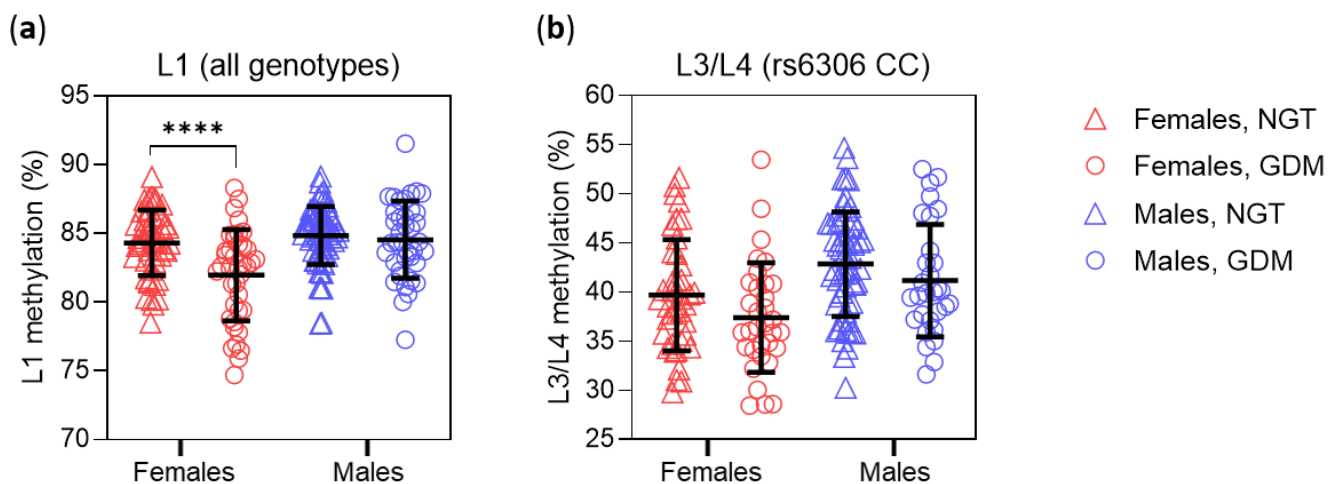 (a)
L1 (all genotypes)
L1 methylation (%)
95
90
85
80
75
70
****
Females
Males
(b)
L3/L4 (rs6306 CC)
L3/L4 methylation (%)
60
55
50
45
40
35
30
25
Females
Males
Females, NGT
Females, GDM
Males, NGT
Males, GDM